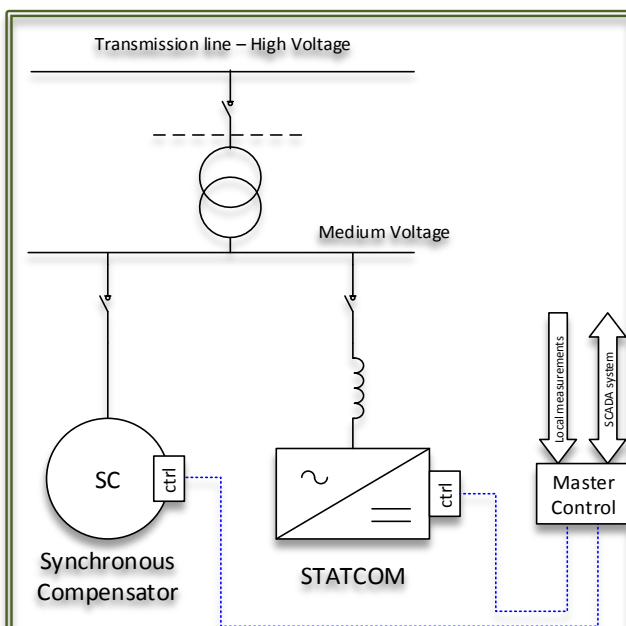 Transmission line – High Voltage
Medium Voltage
Local measurements
SCADA system
SC
ctrl
ctrl
Master
Control
Synchronous
Compensator
STATCOM